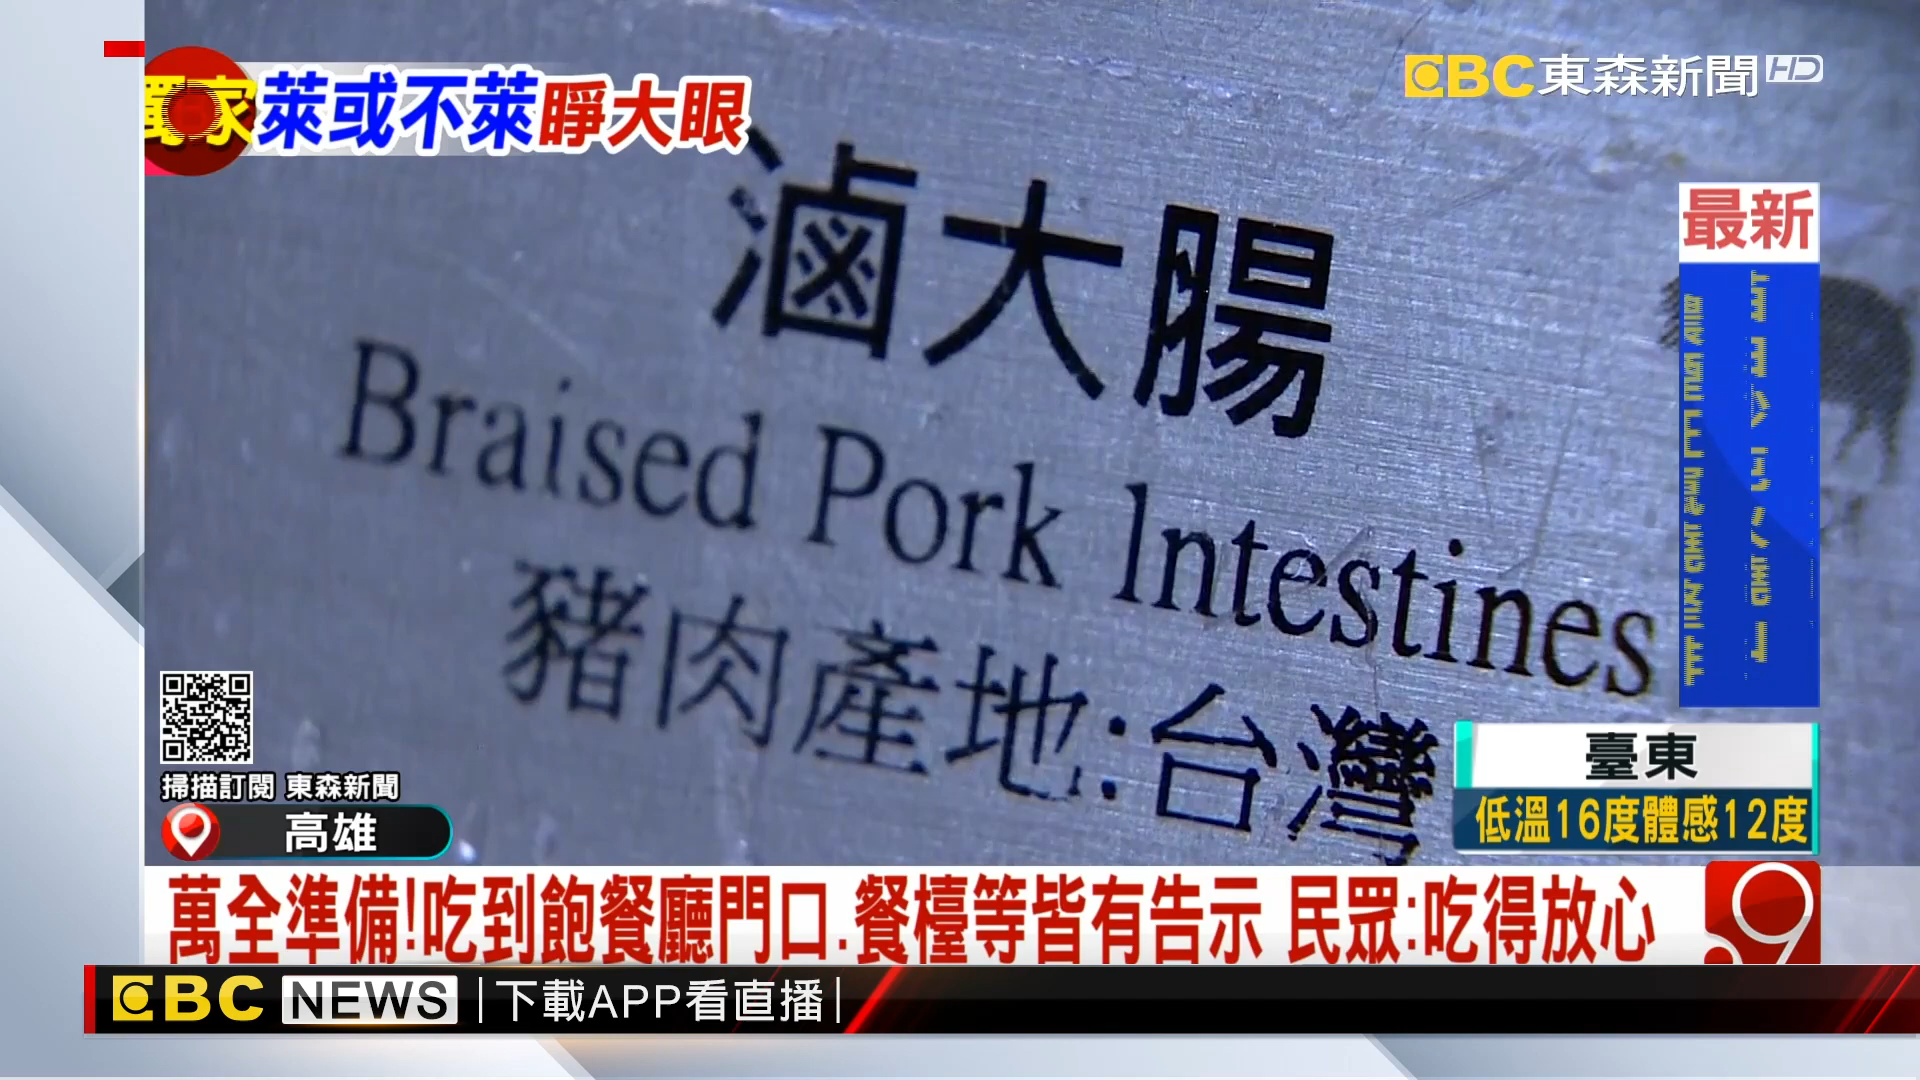 獨家 萊或不萊睜大眼
EBC東森新聞HD
最新
滷大腸
Braised Pork Intestines
豬肉產地:台灣
掃描訂閱 東森新聞
高雄
臺東
低溫16度體感12度
萬全準備!吃到飽餐廳門口.餐檯等皆有告示 民眾:吃得放心
9
EBC NEWS 下載APP看直播